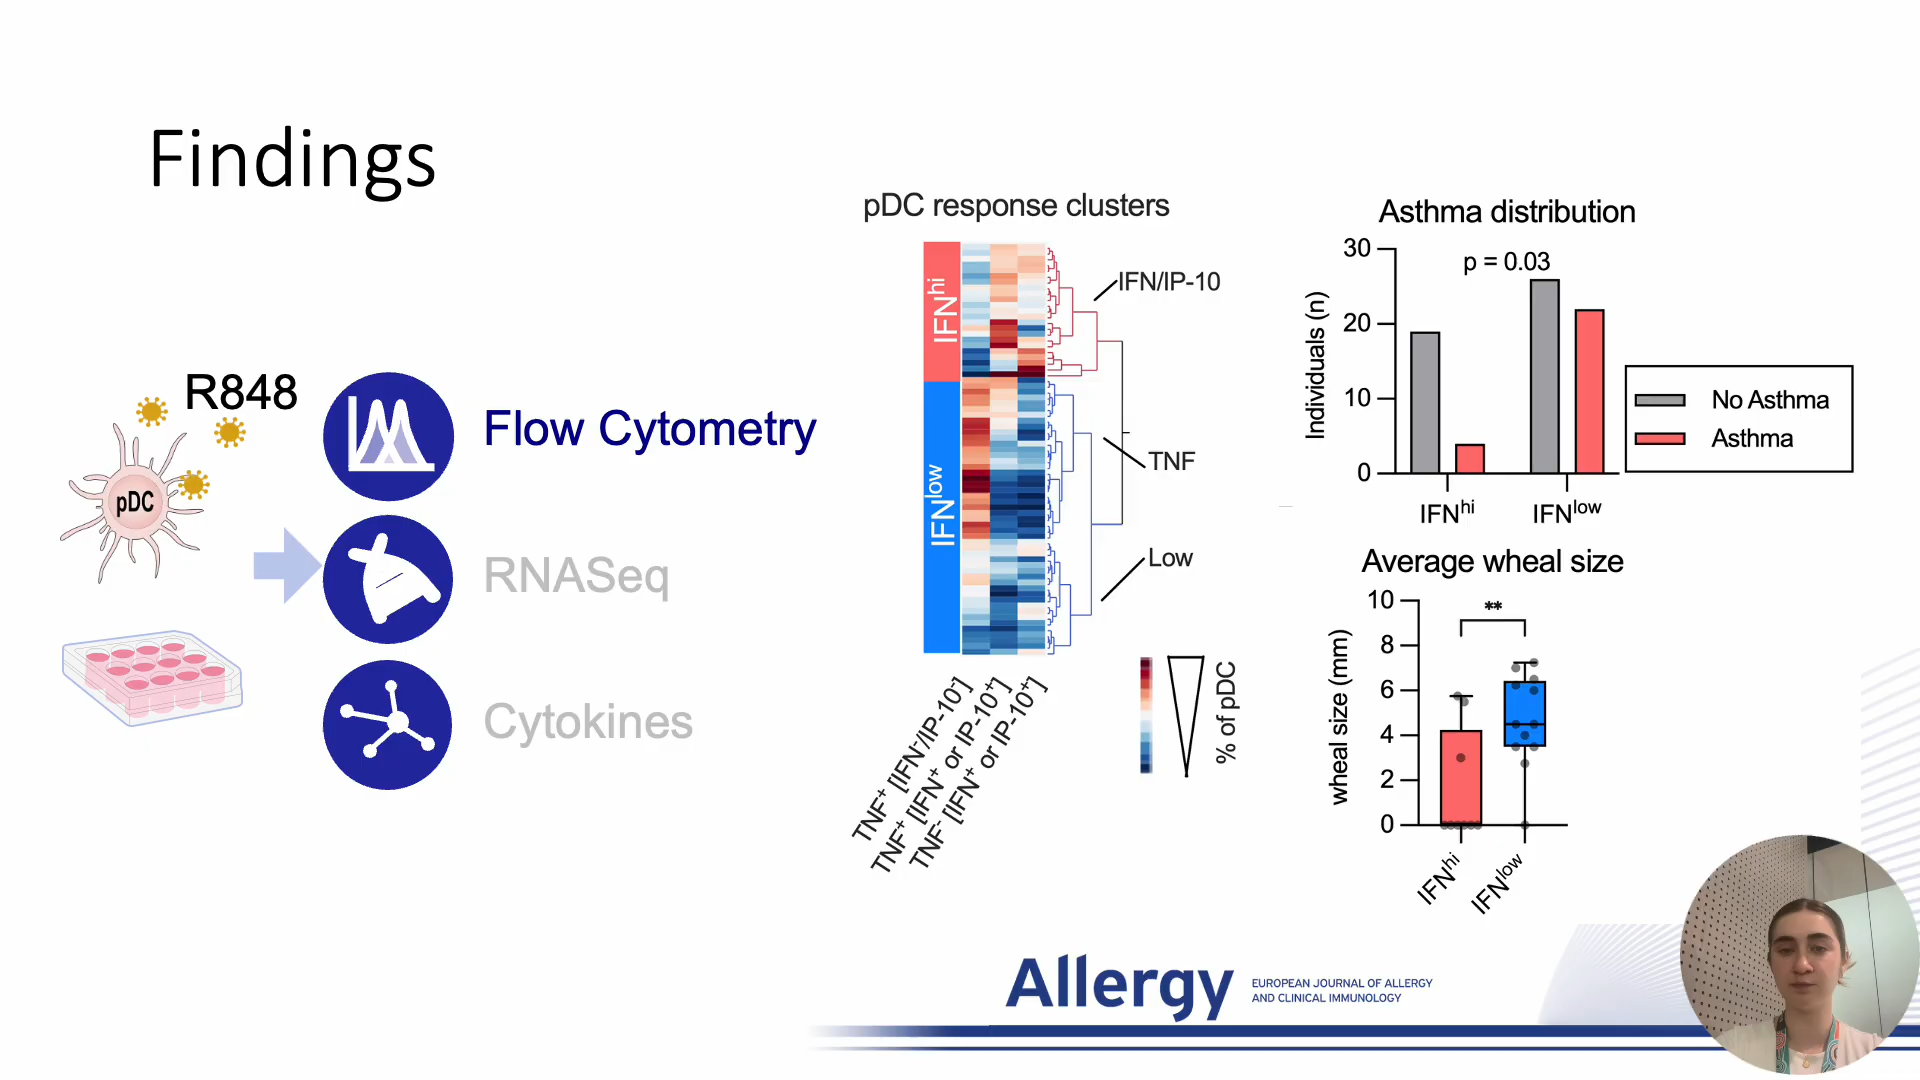 Findings
R848
pDC
Flow Cytometry
RNASeq
Cytokines
pDC response clusters
IFNhi
IFNlow
IFN/IP-10
TNF
Low
% of pDC
TNF+ [IFN-/IP-10-]
TNF+ [IFN+ or IP-10+]
TNF- [IFN+ or IP-10+]
Asthma distribution
p = 0.03
Individuals (n)
30
20
10
0
IFNhi IFNlow
No Asthma
Asthma
Average wheal size
**
wheal size (mm)
10
8
6
4
2
0
IFNhi IFNlow
Allergy
EUROPEAN JOURNAL OF ALLERGY
AND CLINICAL IMMUNOLOGY